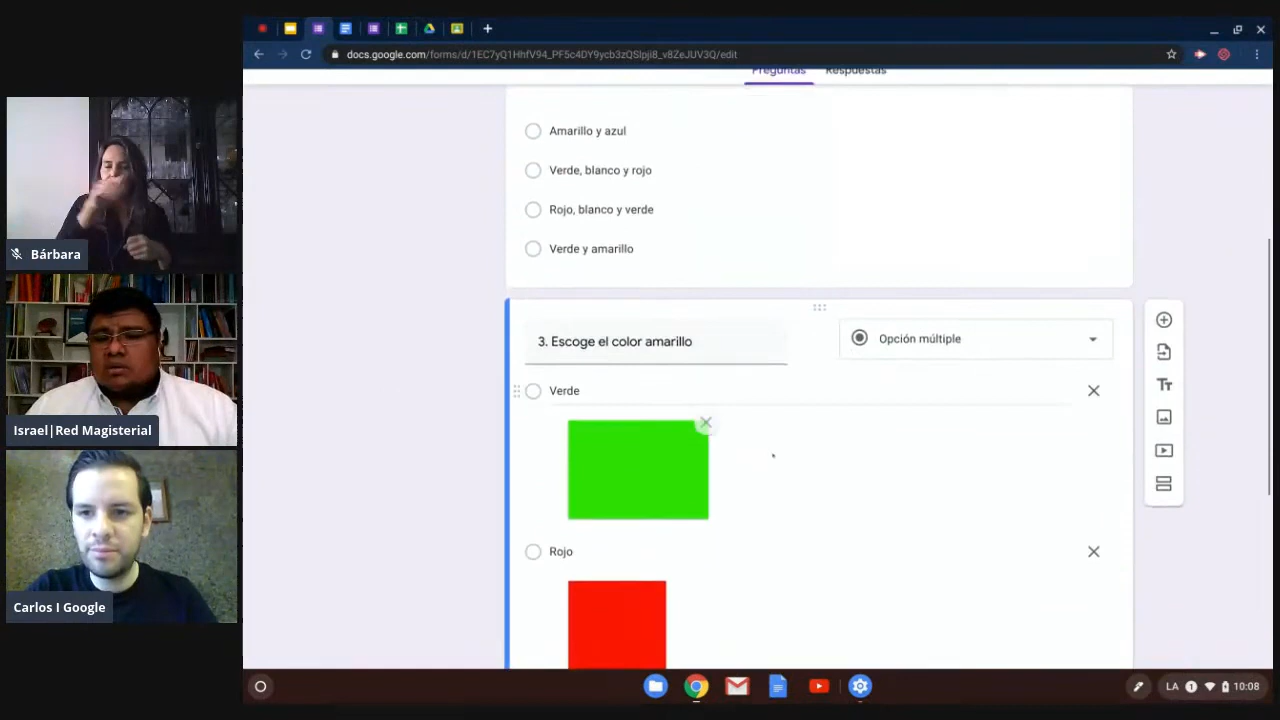 docs.google.com/forms/d/1EC7yQ1HhfV94_PF5c4DY9ycb3zQSlpji8_v8ZeJUV3Q/edit
Preguntas Respuestas
Amarillo y azul
Verde, blanco y rojo
Rojo, blanco y verde
Verde y amarillo
3. Escoge el color amarillo
Opción múltiple
Verde
Rojo
Bárbara
Israel|Red Magisterial
Carlos I Google
LA 1 10:08